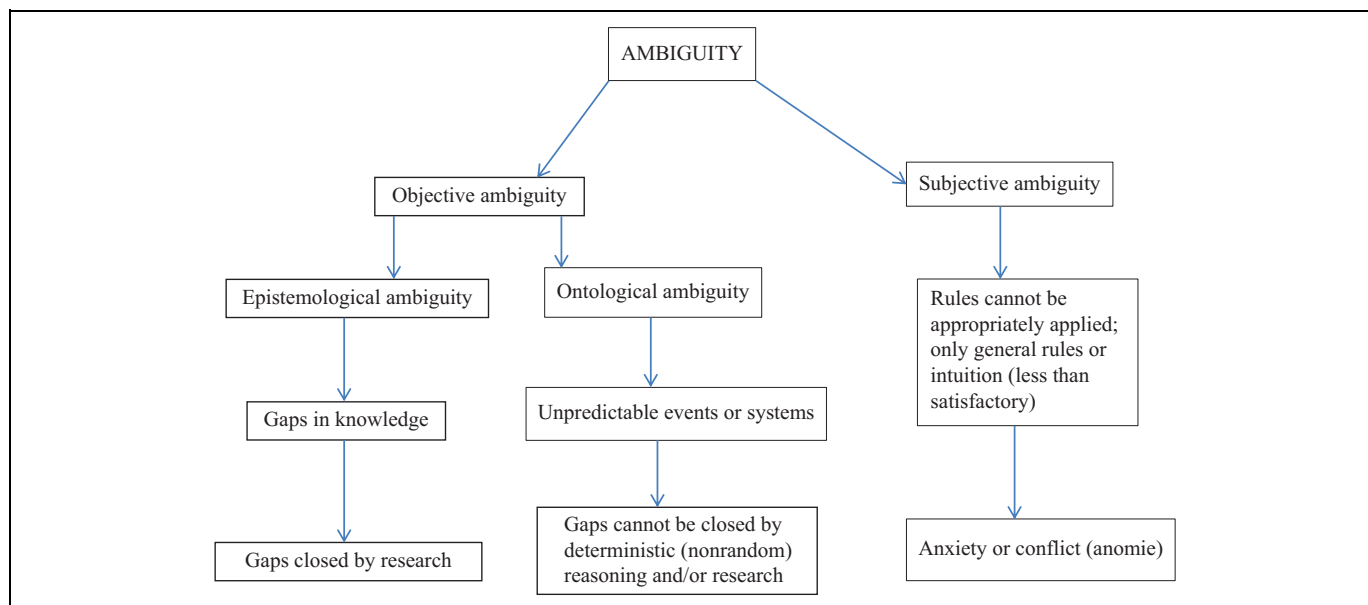 AMBIGUITY
Objective ambiguity
Subjective ambiguity
Epistemological ambiguity
Ontological ambiguity
Rules cannot be
appropriately applied;
only general rules or
intuition (less than
satisfactory)
Gaps in knowledge
Unpredictable events or systems
Gaps closed by research
Gaps cannot be closed by
deterministic (nonrandom)
reasoning and/or research
Anxiety or conflict (anomie)